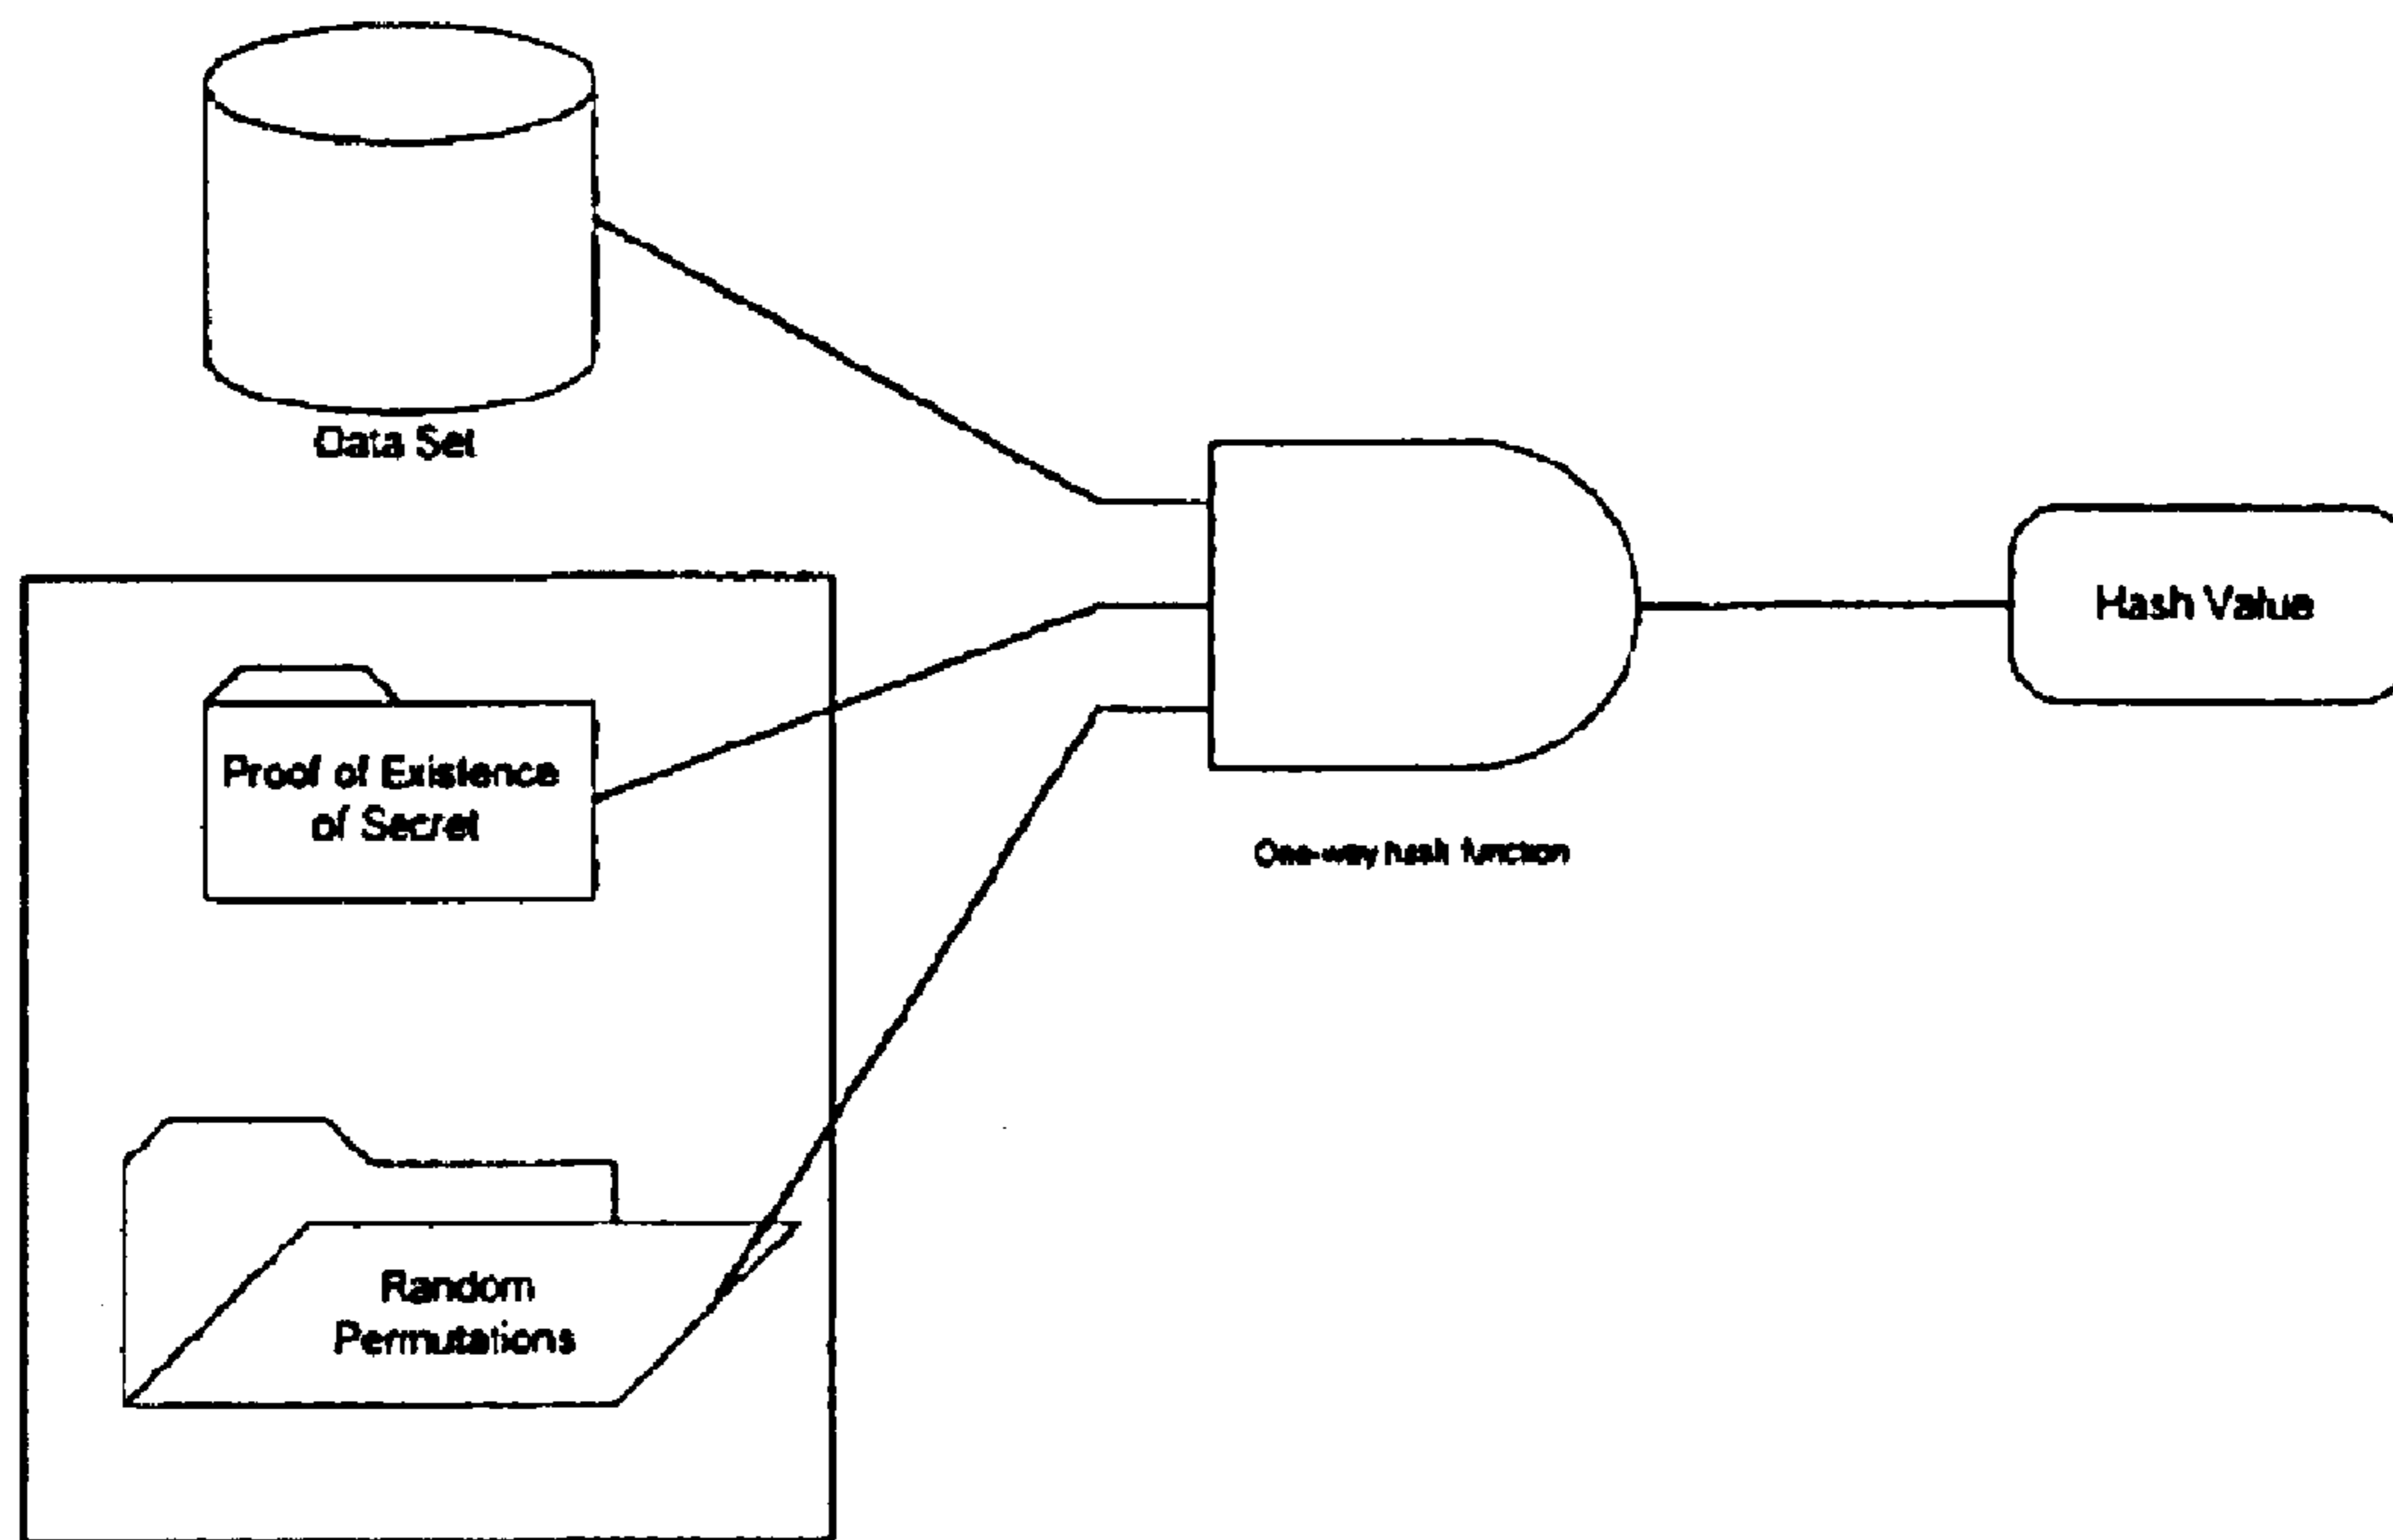 Data Set
Hash Value
Proof of Existence
of Secret
One-way hash function
Random
Permutations